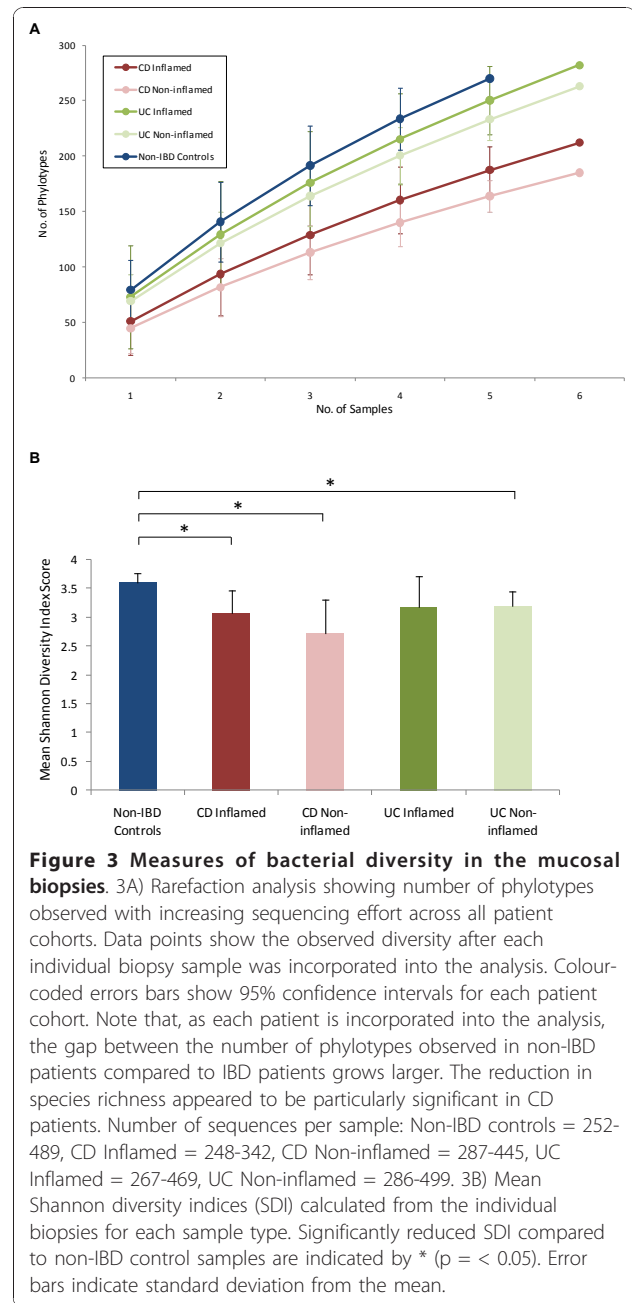 A
300
250
200
150
100
50
0
No. of Phylotypes
CD Inflamed
CD Non-inflamed
UC Inflamed
UC Non-inflamed
Non-IBD Controls
1 2 3 4 5 6
No. of Samples
B
*
*
*
4
3.5
3
2.5
2
1.5
1
0.5
0
Mean Shannon Diversity Index Score
Non-IBD Controls
CD Inflamed
CD Non-inflamed
UC Inflamed
UC Non-inflamed
Figure 3 Measures of bacterial diversity in the mucosal
biopsies. 3A) Rarefaction analysis showing number of phylotypes
observed with increasing sequencing effort across all patient
cohorts. Data points show the observed diversity after each
individual biopsy sample was incorporated into the analysis. Colour-
coded errors bars show 95% confidence intervals for each patient
cohort. Note that, as each patient is incorporated into the analysis,
the gap between the number of phylotypes observed in non-IBD
patients compared to IBD patients grows larger. The reduction in
species richness appeared to be particularly significant in CD
patients. Number of sequences per sample: Non-IBD controls = 252-
489, CD Inflamed = 248-342, CD Non-inflamed = 287-445, UC
Inflamed = 267-469, UC Non-inflamed = 286-499. 3B) Mean
Shannon diversity indices (SDI) calculated from the individual
biopsies for each sample type. Significantly reduced SDI compared
to non-IBD control samples are indicated by * (p = < 0.05). Error
bars indicate standard deviation from the mean.